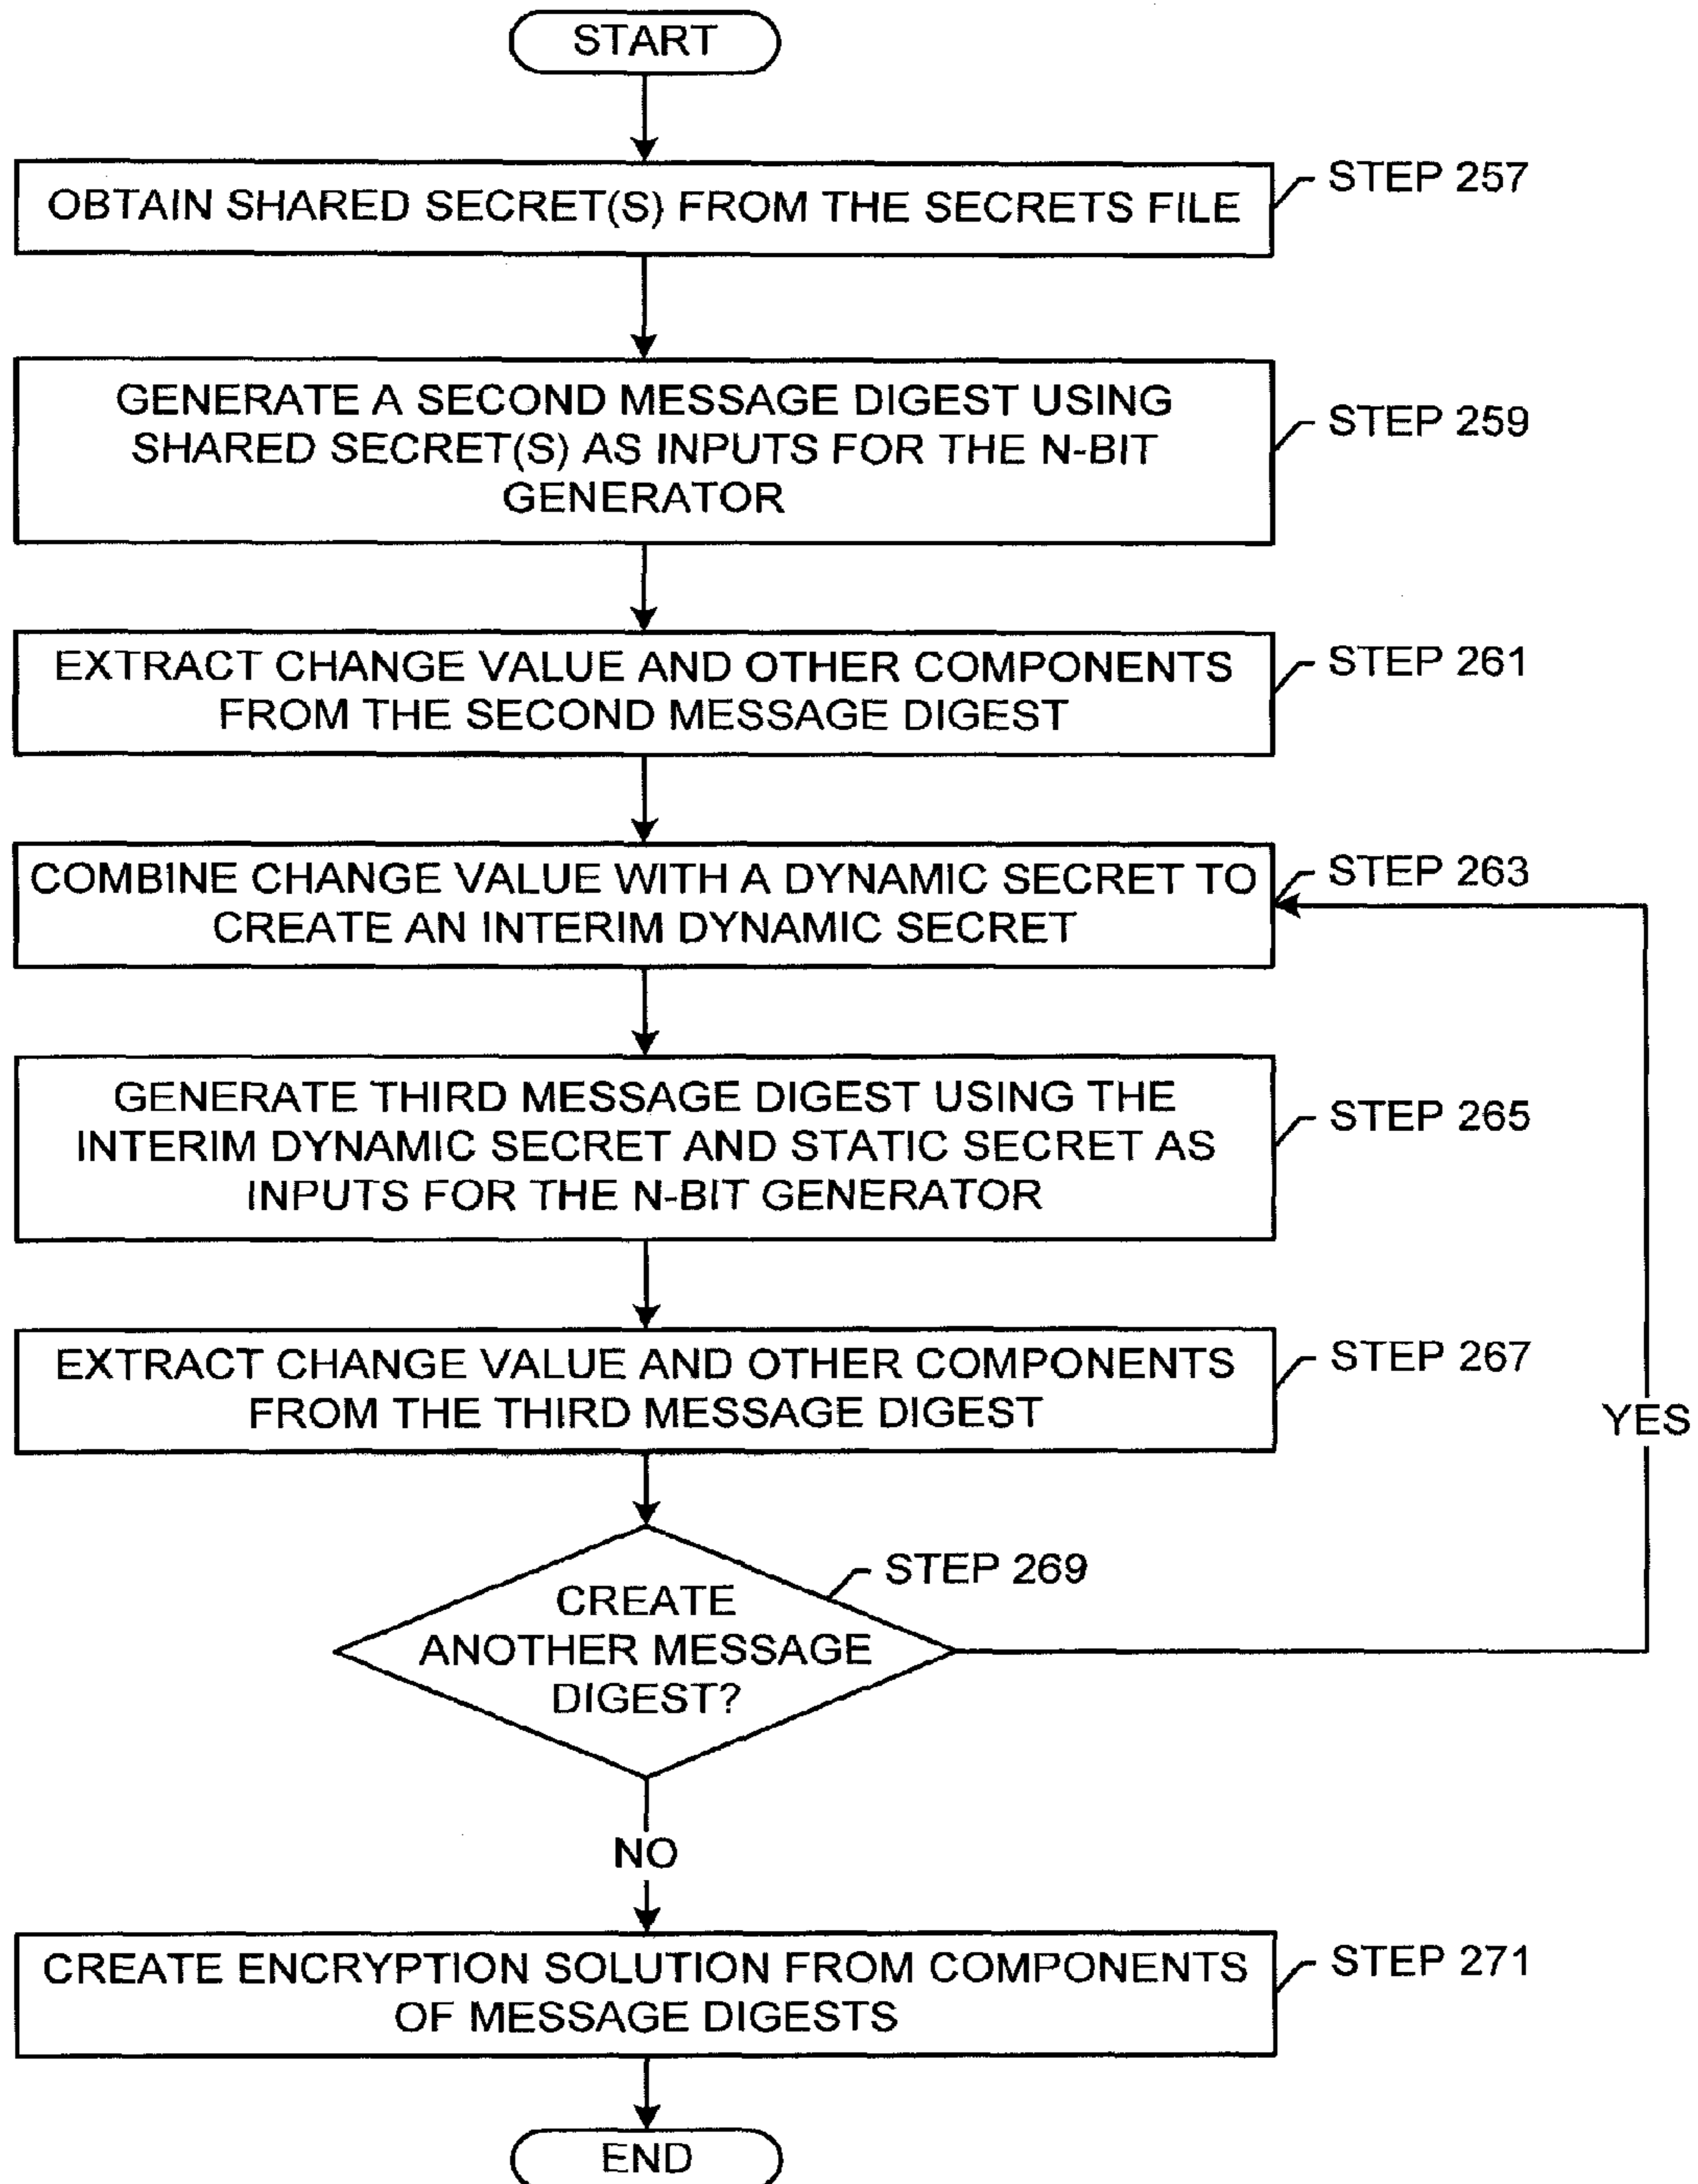 START
OBTAIN SHARED SECRET(S) FROM THE SECRETS FILE
STEP 257
GENERATE A SECOND MESSAGE DIGEST USING
SHARED SECRET(S) AS INPUTS FOR THE N-BIT
GENERATOR
STEP 259
EXTRACT CHANGE VALUE AND OTHER COMPONENTS
FROM THE SECOND MESSAGE DIGEST
STEP 261
COMBINE CHANGE VALUE WITH A DYNAMIC SECRET TO
CREATE AN INTERIM DYNAMIC SECRET
STEP 263
GENERATE THIRD MESSAGE DIGEST USING THE
INTERIM DYNAMIC SECRET AND STATIC SECRET AS
INPUTS FOR THE N-BIT GENERATOR
STEP 265
EXTRACT CHANGE VALUE AND OTHER COMPONENTS
FROM THE THIRD MESSAGE DIGEST
STEP 267
YES
CREATE
ANOTHER MESSAGE
DIGEST?
STEP 269
NO
CREATE ENCRYPTION SOLUTION FROM COMPONENTS
OF MESSAGE DIGESTS
STEP 271
END